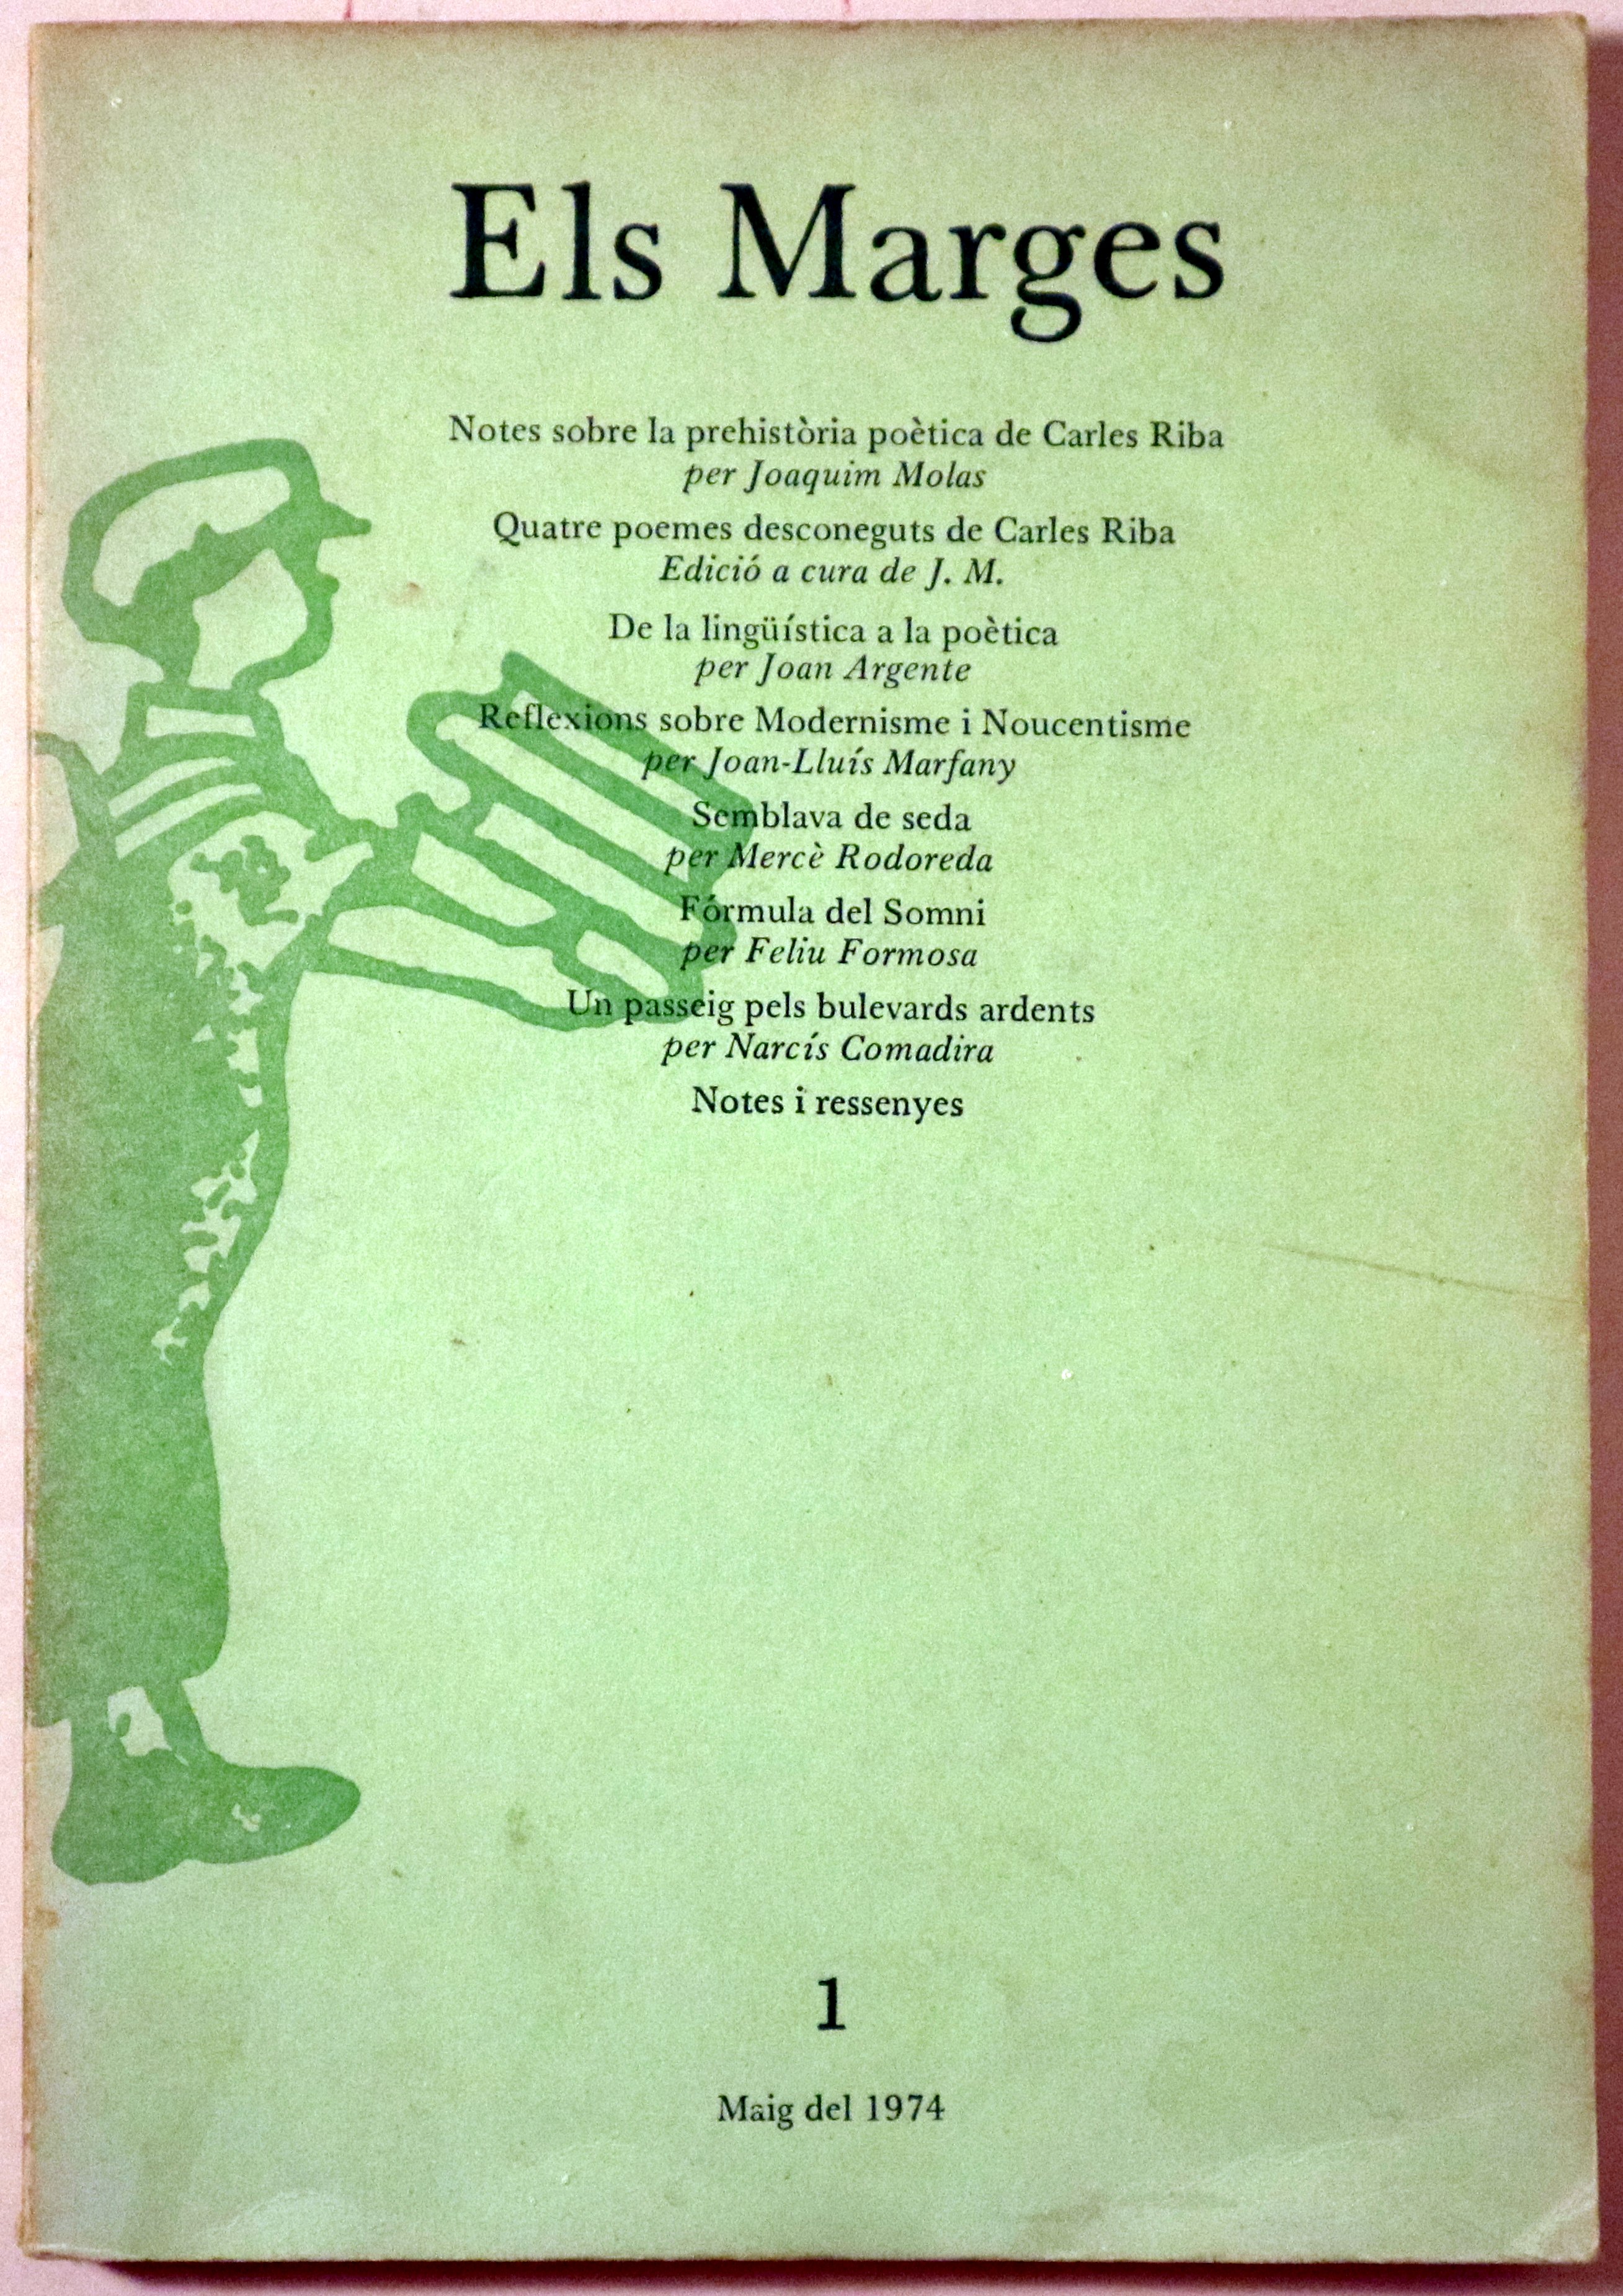 Els Marges
Notes sobre la prehistòria poètica de Carles Riba
per Joaquim Molas
Quatre poemes desconeguts de Carles Riba
Edició a cura de J. M.
De la lingüística a la poètica
per Joan Argente
Reflexions sobre Modernisme i Noucentisme
per Joan-Lluís Marfany
Semblava de seda
per Mercè Rodoreda
Fórmula del Somni
per Feliu Formosa
Un passeig pels bulevards ardents
per Narcís Comadira
Notes i ressenyes
1
Maig del 1974